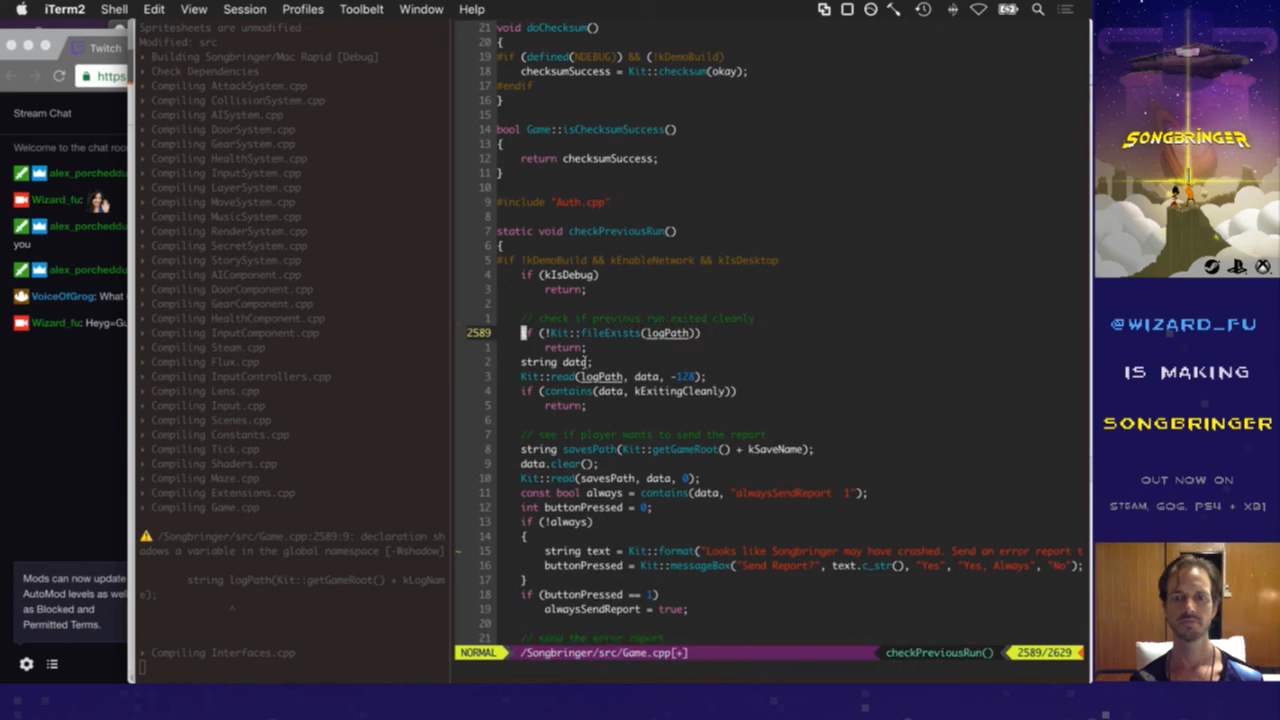 iTerm2 Shell Edit View Session Profiles Toolbelt Window Help
Twitch
https
Stream Chat
Welcome to the chat roo
alex_porcheddu
Wizard_fu:
alex_porcheddu
you
alex_porcheddu
VoiceOfGrog: What
Wizard_fu: Heyg=Gu
Mods can now update
AutoMod levels as wel
as Blocked and
Permitted Terms.
Spritesheets are unmodified
Modified: src
Building Songbringer/Mac Rapid [Debug]
Check Dependencies
Compiling AttackSystem.cpp
Compiling CollisionSystem.cpp
Compiling AISystem.cpp
Compiling DoorSystem.cpp
Compiling GearSystem.cpp
Compiling HealthSystem.cpp
Compiling InputSystem.cpp
Compiling LayerSystem.cpp
Compiling MoveSystem.cpp
Compiling MusicSystem.cpp
Compiling RenderSystem.cpp
Compiling SecretSystem.cpp
Compiling StorySystem.cpp
Compiling AIComponent.cpp
Compiling DoorComponent.cpp
Compiling GearComponent.cpp
Compiling HealthComponent.cpp
Compiling InputComponent.cpp
Compiling Steam.cpp
Compiling Flux.cpp
Compiling InputControllers.cpp
Compiling Lens.cpp
Compiling Input.cpp
Compiling Scenes.cpp
Compiling Constants.cpp
Compiling Tick.cpp
Compiling Shaders.cpp
Compiling Maze.cpp
Compiling Extensions.cpp
Compiling Game.cpp
/Songbringer/src/Game.cpp:2589:9: declaration sh
adows a variable in the global namespace [-Wshadow]
string logPath(Kit::getGameRoot() + kLogNam
e);
^
Compiling Interfaces.cpp
21 void doChecksum()
20 {
19 #if (defined(NDEBUG)) && (!kDemoBuild)
18 checksumSuccess = Kit::checksum(okay);
17 #endif
16 }
15
14 bool Game::isChecksumSuccess()
13 {
12 return checksumSuccess;
11 }
10
9 #include "Auth.cpp"
8
7 static void checkPreviousRun()
6 {
5 #if !kDemoBuild && kEnableNetwork && kIsDesktop
4 if (kIsDebug)
3 return;
2
1 // check if previous run exited cleanly
2589 if (!Kit::fileExists(logPath))
1 return;
2 string data;
3 Kit::read(logPath, data, -128);
4 if (contains(data, kExitingCleanly))
5 return;
6
7 // see if player wants to send the report
8 string savesPath(Kit::getGameRoot() + kSaveName);
9 data.clear();
10 Kit::read(savesPath, data, 0);
11 const bool always = contains(data, "alwaysSendReport 1");
12 int buttonPressed = 0;
13 if (!always)
14 {
15 string text = Kit::format("Looks like Songbringer may have crashed. Send an error report t
16 buttonPressed = Kit::messageBox("Send Report?", text.c_str(), "Yes", "Yes, Always", "No");
17 }
18 if (buttonPressed == 1)
19 alwaysSendReport = true;
20
21 // send the error report
NORMAL /Songbringer/src/Game.cpp[+] checkPreviousRun() 2589/2629
SONGBRINGER
@WIZARD_FU
IS MAKING
SONGBRINGER
OUT NOW ON
STEAM, GOG, PS4 + XB1